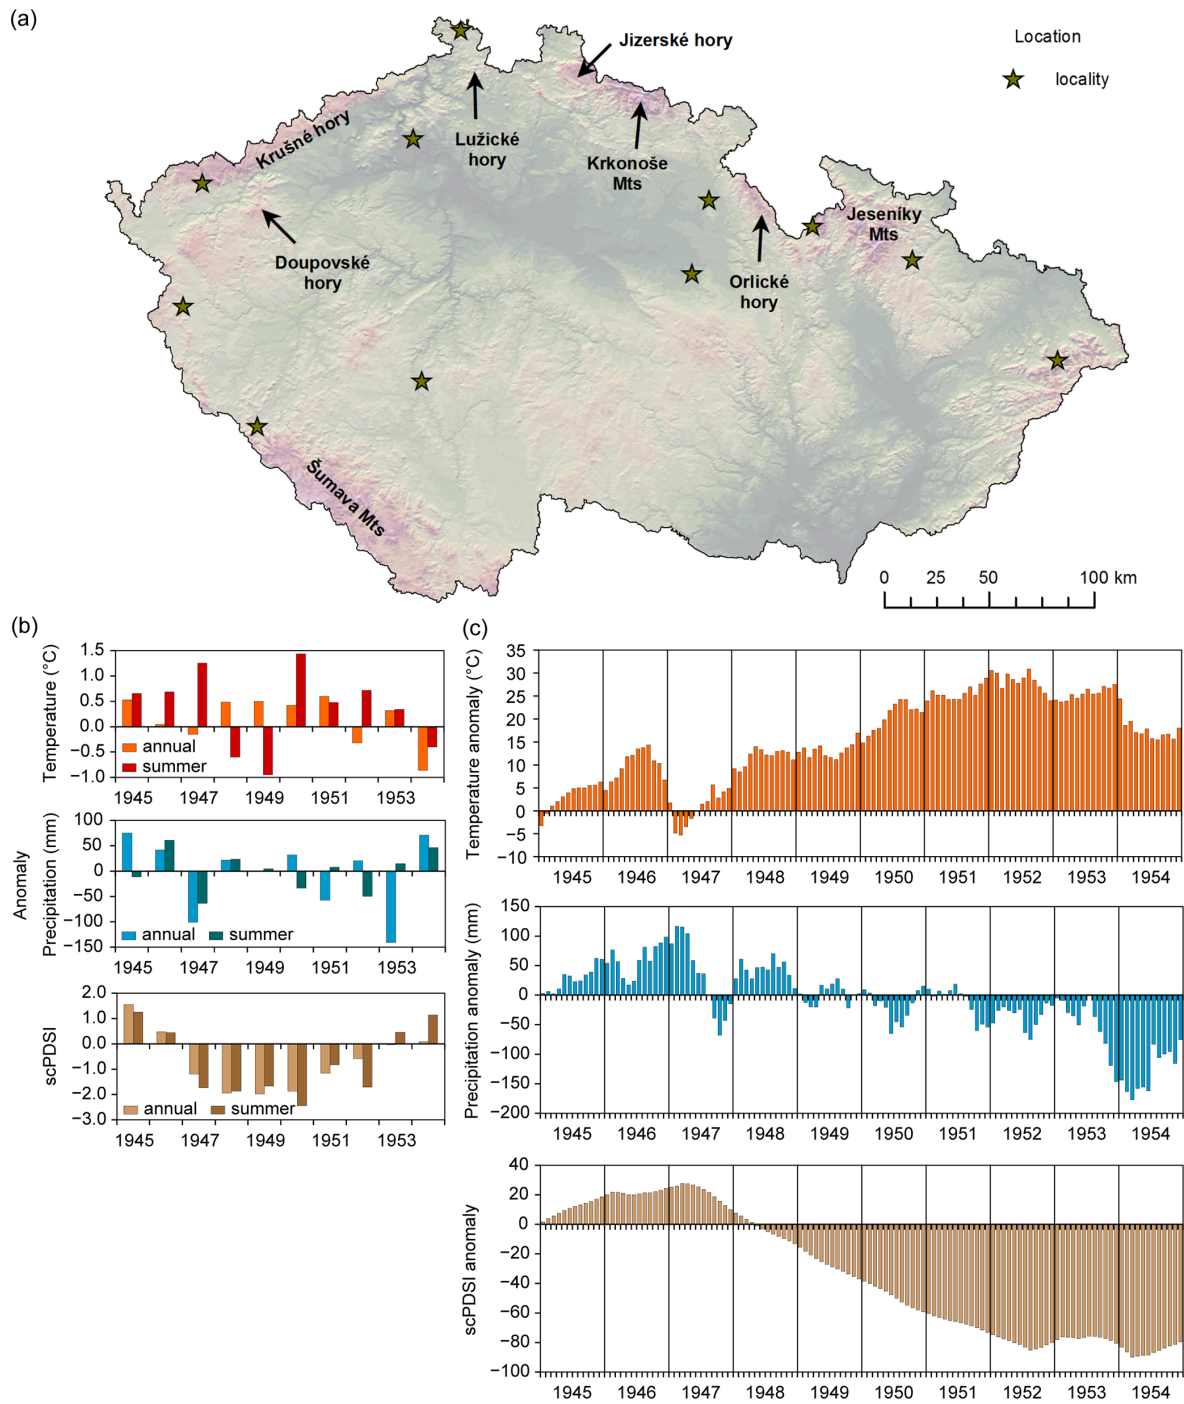 (a)
Location
locality
Jizerské hory
Lužické
hory
Krkonoše
Mts
Krušné hory
Jeseníky
Mts
Doupovské
hory
Orlické
hory
Šumava Mts
0 25 50 100 km
(b)
Temperature (°C)
1.5
1.0
0.5
0.0
−0.5
−1.0
annual
summer
1945 1947 1949 1951 1953
Anomaly
Precipitation (mm)
100
50
0
−50
−100
−150
annual summer
1945 1947 1949 1951 1953
scPDSI
2.0
1.0
0.0
−1.0
−2.0
−3.0
annual summer
1945 1947 1949 1951 1953
(c)
Temperature anomaly (°C)
35
30
25
20
15
10
5
0
−5
−10
1945 1946 1947 1948 1949 1950 1951 1952 1953 1954
Precipitation anomaly (mm)
150
100
50
0
−50
−100
−150
−200
1945 1946 1947 1948 1949 1950 1951 1952 1953 1954
scPDSI anomaly
40
20
0
−20
−40
−60
−80
−100
1945 1946 1947 1948 1949 1950 1951 1952 1953 1954